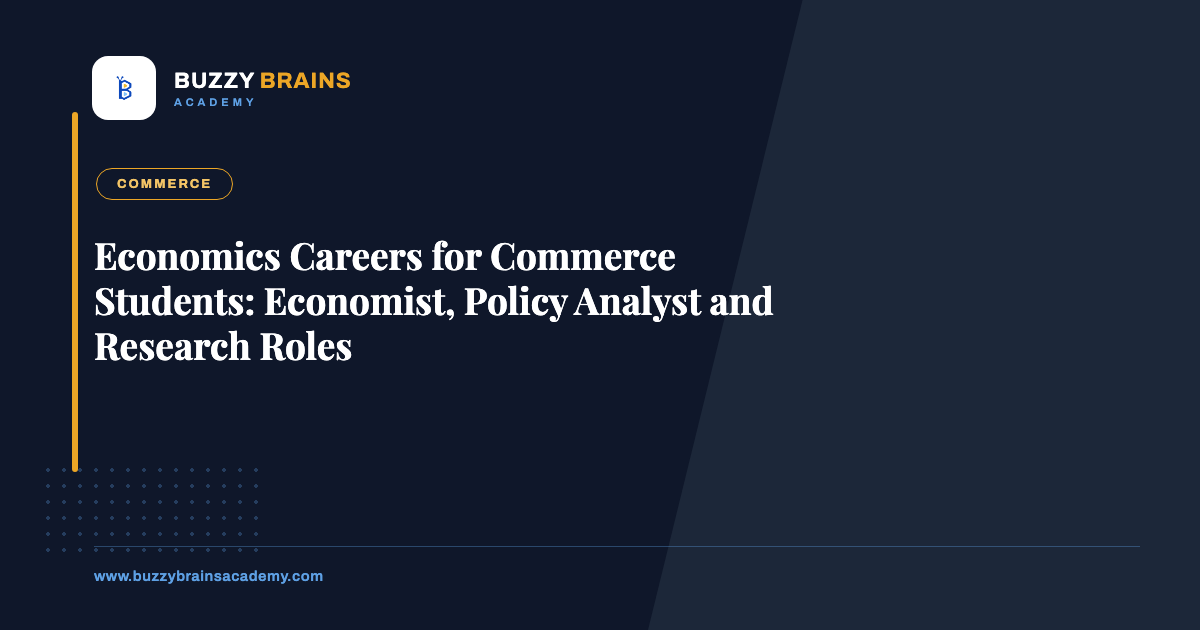 BUZZY BRAINS
ACADEMY
COMMERCE
Economics Careers for Commerce
Students: Economist, Policy Analyst and
Research Roles
www.buzzybrainsacademy.com